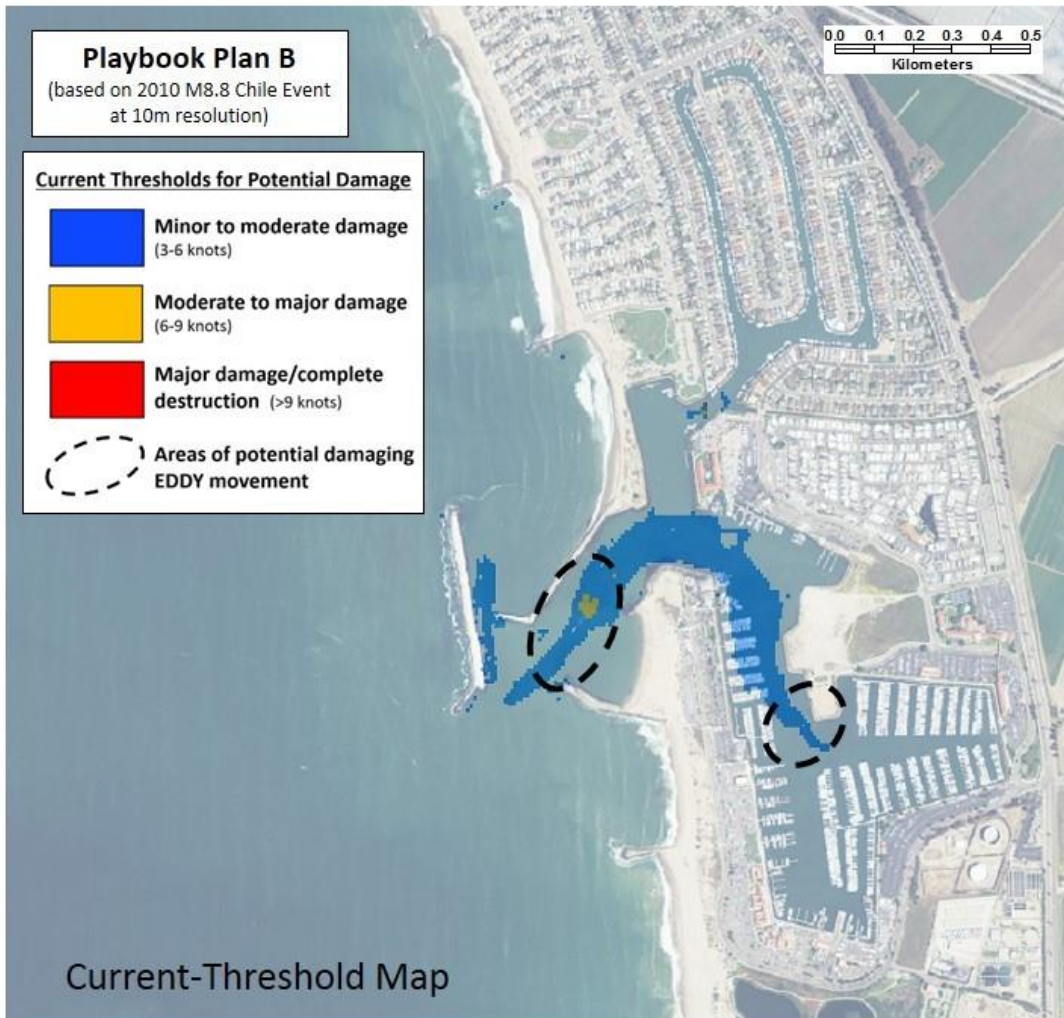 Playbook Plan B
(based on 2010 M8.8 Chile Event
at 10m resolution)
0.0 0.1 0.2 0.3 0.4 0.5
Kilometers
Current Thresholds for Potential Damage
Minor to moderate damage
(3-6 knots)
Moderate to major damage
(6-9 knots)
Major damage/complete
destruction (>9 knots)
Areas of potential damaging
EDDY movement
Current-Threshold Map